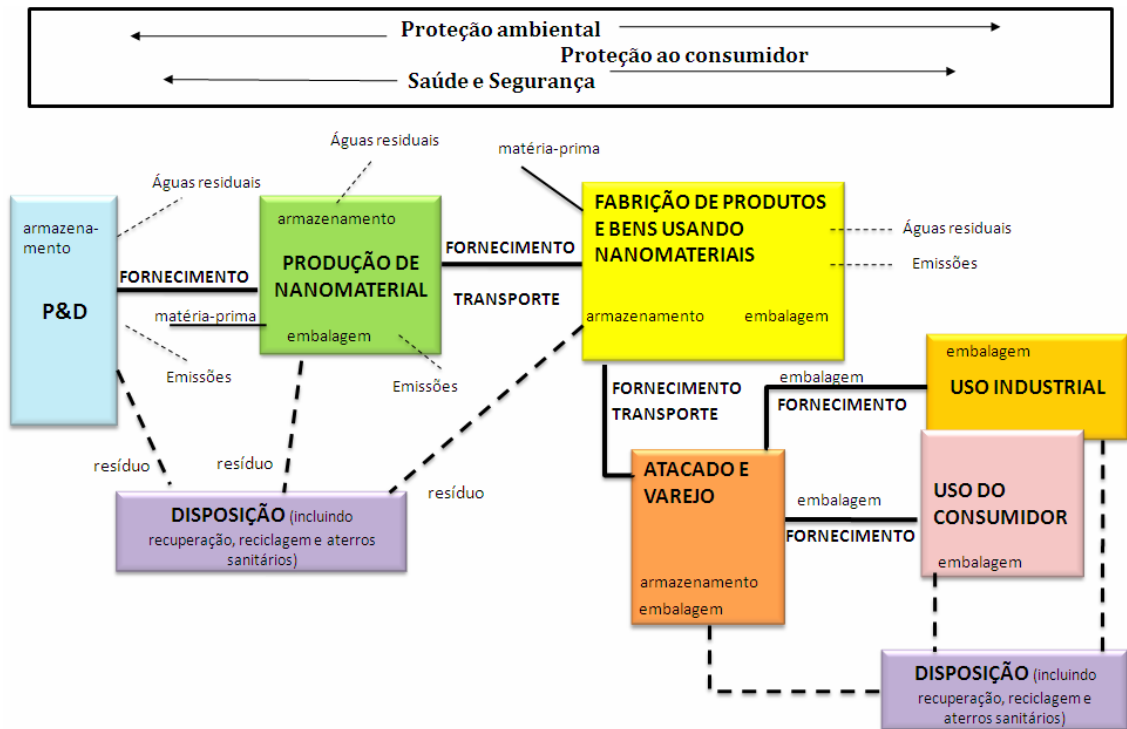 Proteção ambiental
Proteção ao consumidor
Saúde e Segurança
Águas residuais
matéria-prima
Águas residuais
armazena-
mento
P&D
FORNECIMENTO
matéria-prima
Emissões
armazenamento
PRODUÇÃO DE
NANOMATERIAL
embalagem
Emissões
FORNECIMENTO
TRANSPORTE
FABRIÇÃO DE PRODUTOS
E BENS USANDO
NANOMATERIAIS
armazenamento
embalagem
Águas residuais
Emissões
FORNECIMENTO
TRANSPORTE
embalagem
FORNECIMENTO
embalagem
USO INDUSTRIAL
resíduo
resíduo
resíduo
DISPOSIÇÃO (incluindo
recuperação, reciclagem e aterros
sanitários)
ATACADO E
VAREJO
armazenamento
embalagem
embalagem
FORNECIMENTO
USO DO
CONSUMIDOR
embalagem
DISPOSIÇÃO (incluindo
recuperação, reciclagem e
aterros sanitários)